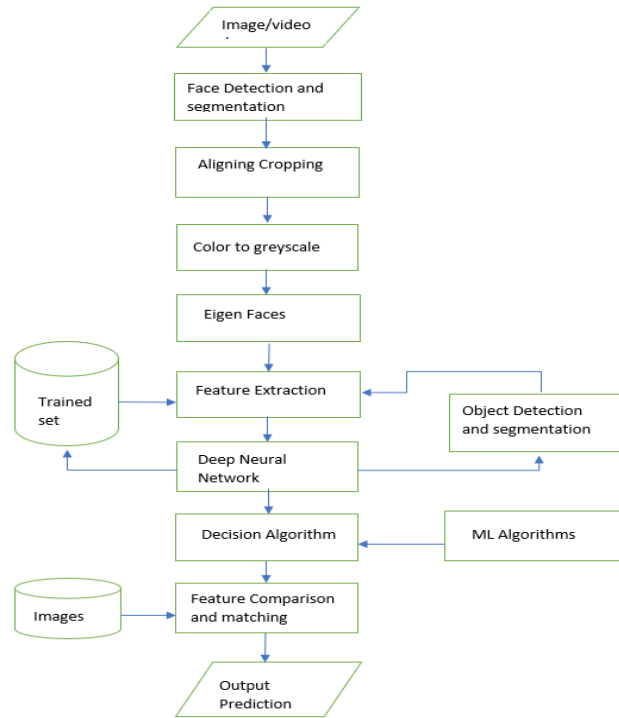 Image/video
Face Detection and
segmentation
Aligning Cropping
Color to greyscale
Eigen Faces
Feature Extraction
Trained
set
Object Detection
and segmentation
Deep Neural
Network
Decision Algorithm
ML Algorithms
Feature Comparison
and matching
Images
Output
Prediction